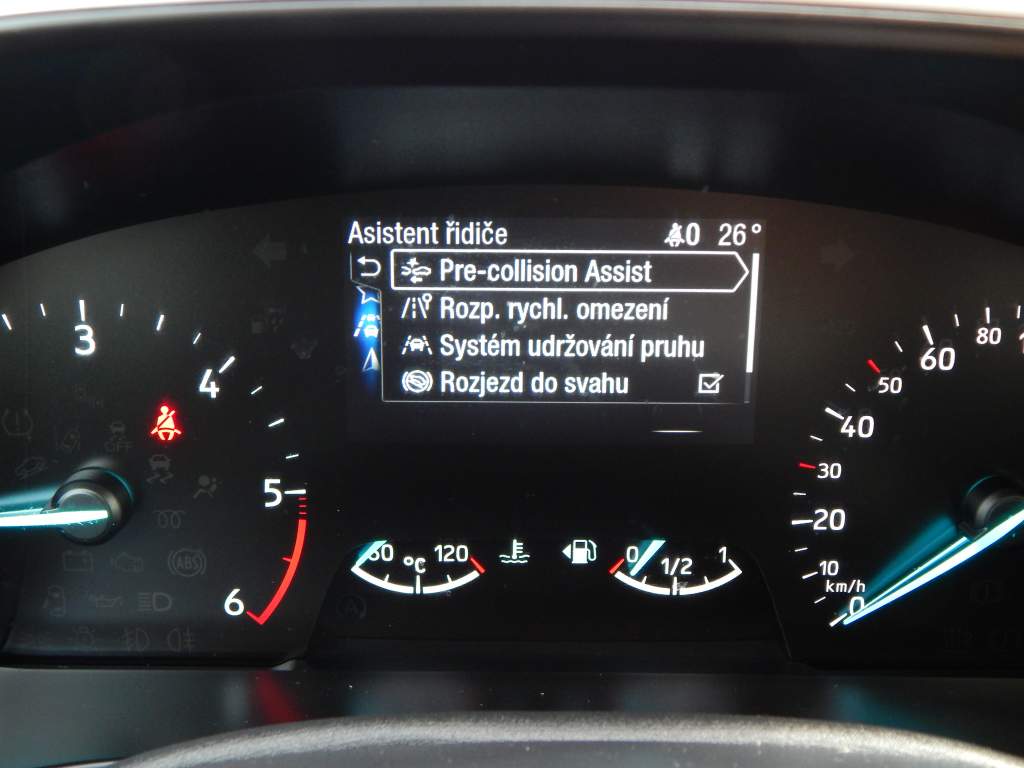 Asistent řidiče 0 26°
Pre-collision Assist
Rozp. rychl. omezení
Systém udržování pruhu
Rozjezd do svahu
3
4
5
6
60 120
°C
0 1/2 1
0
10
20
30
40
50
60
80
km/h
ABS